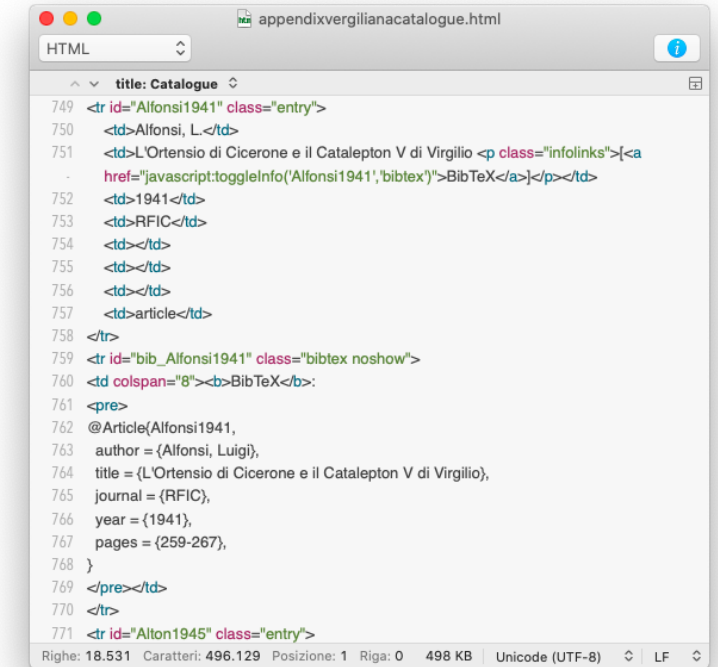 appendixvergilianacatalogue.html
HTML
title: Catalogue
749 <tr id="Alfonsi1941" class="entry">
750 <td>Alfonsi, L.</td>
751 <td>L'Ortensio di Cicerone e il Catalepton V di Virgilio <p class="infolinks">[<a
- href="javascript:toggleInfo('Alfonsi1941','bibtex')">BibTeX</a>]</p></td>
752 <td>1941</td>
753 <td>RFIC</td>
754 <td></td>
755 <td></td>
756 <td></td>
757 <td>article</td>
758 </tr>
759 <tr id="bib_Alfonsi1941" class="bibtex noshow">
760 <td colspan="8"><b>BibTeX</b>:
761 <pre>
762 @Article{Alfonsi1941,
763 author = {Alfonsi, Luigi},
764 title = {L'Ortensio di Cicerone e il Catalepton V di Virgilio},
765 journal = {RFIC},
766 year = {1941},
767 pages = {259-267},
768 }
769 </pre></td>
770 </tr>
771 <tr id="Alton1945" class="entry">
Righe: 18.531 Caratteri: 496.129 Posizione: 1 Riga: 0 498 KB Unicode (UTF-8) LF